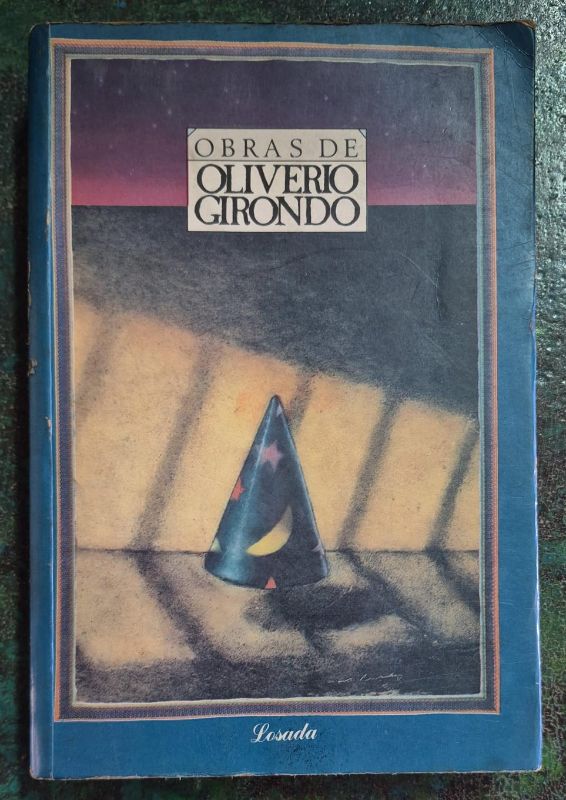 OBRAS DE
OLIVERIO
GIRONDO
Losada